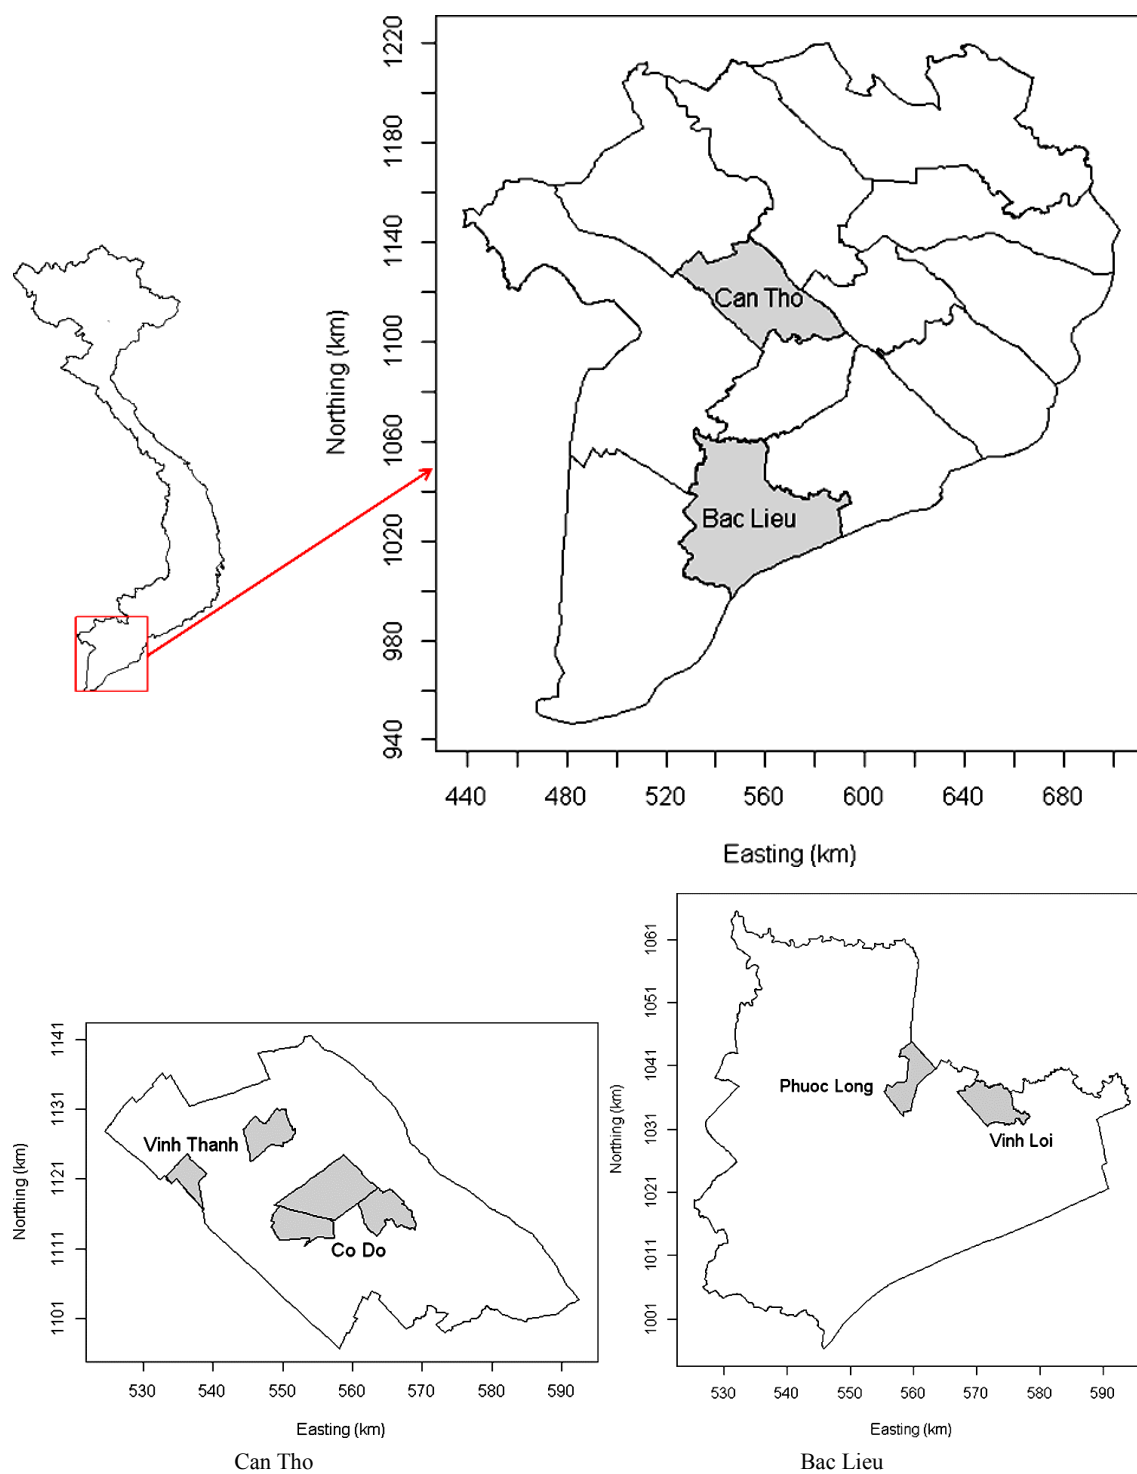 1220
1180
1140
1100
1060
1020
980
940
Northing (km)
Can Tho
Bac Lieu
440 480 520 560 600 640 680
Easting (km)
1141
1131
1121
1111
1101
Northing (km)
Vinh Thanh
Co Do
530 540 550 560 570 580 590
Easting (km)
Can Tho
1061
1051
1041
1031
1021
1011
1001
Northing (km)
Phuoc Long
Vinh Loi
530 540 550 560 570 580 590
Easting (km)
Bac Lieu